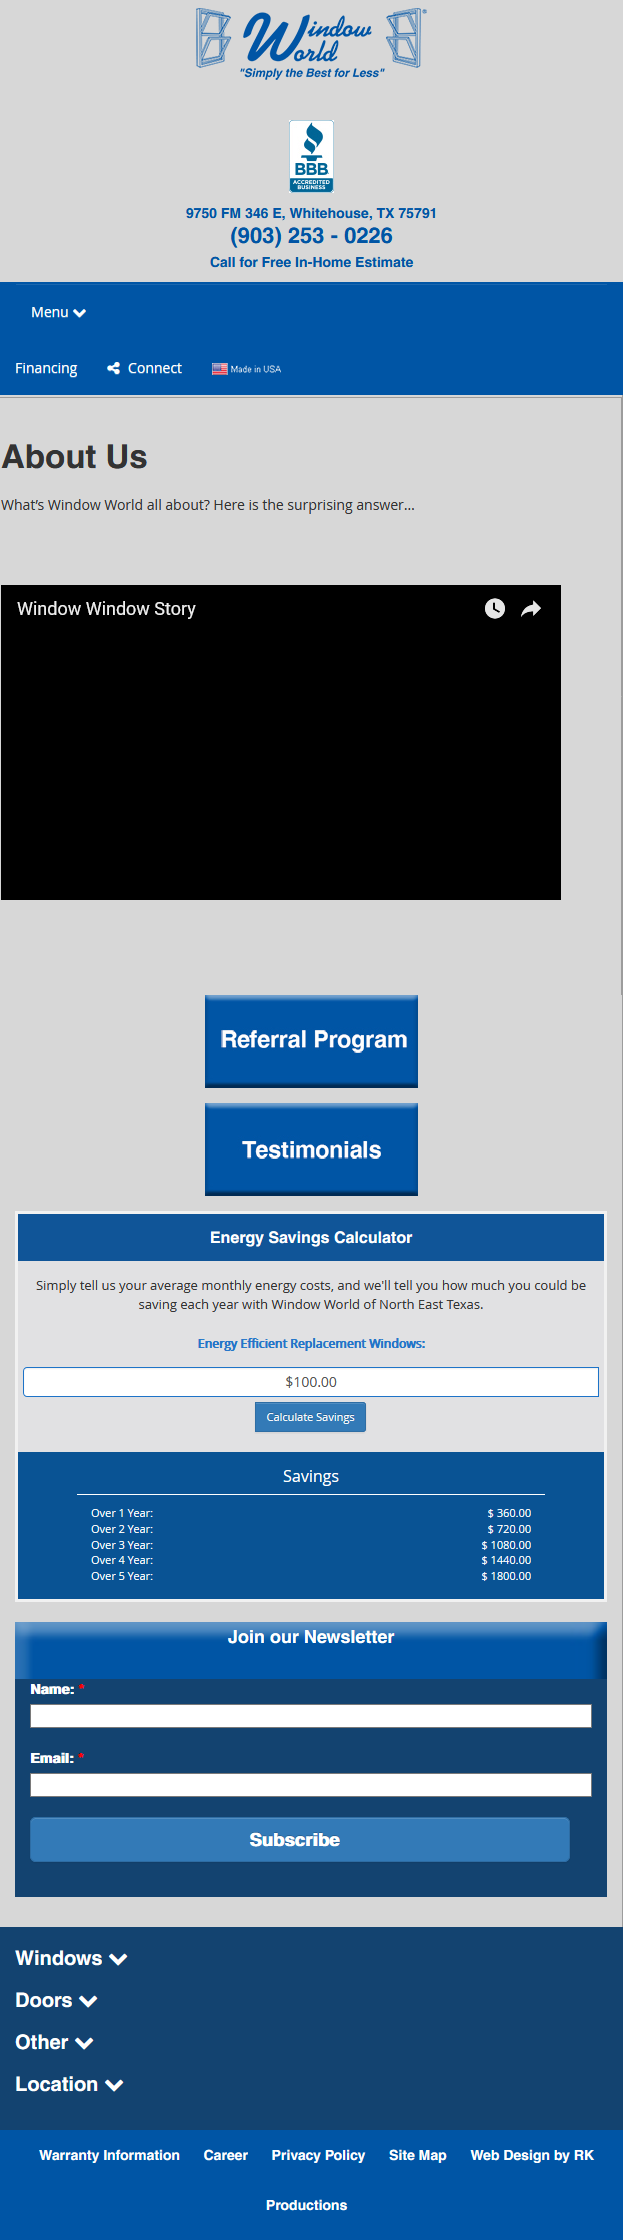 Window
World®
"Simply the Best for Less"
BBB
ACCREDITED
BUSINESS
9750 FM 346 E, Whitehouse, TX 75791
(903) 253 - 0226
Call for Free In-Home Estimate
Menu
Financing Connect Made in USA
About Us
What’s Window World all about? Here is the surprising answer...
Window Window Story
Referral Program
Testimonials
Energy Savings Calculator
Simply tell us your average monthly energy costs, and we'll tell you how much you could be
saving each year with Window World of North East Texas.
Energy Efficient Replacement Windows:
$100.00
Calculate Savings
Savings
Over 1 Year: $ 360.00
Over 2 Year: $ 720.00
Over 3 Year: $ 1080.00
Over 4 Year: $ 1440.00
Over 5 Year: $ 1800.00
Join our Newsletter
Name: *
Email: *
Subscribe
Windows
Doors
Other
Location
Warranty Information Career Privacy Policy Site Map Web Design by RK
Productions